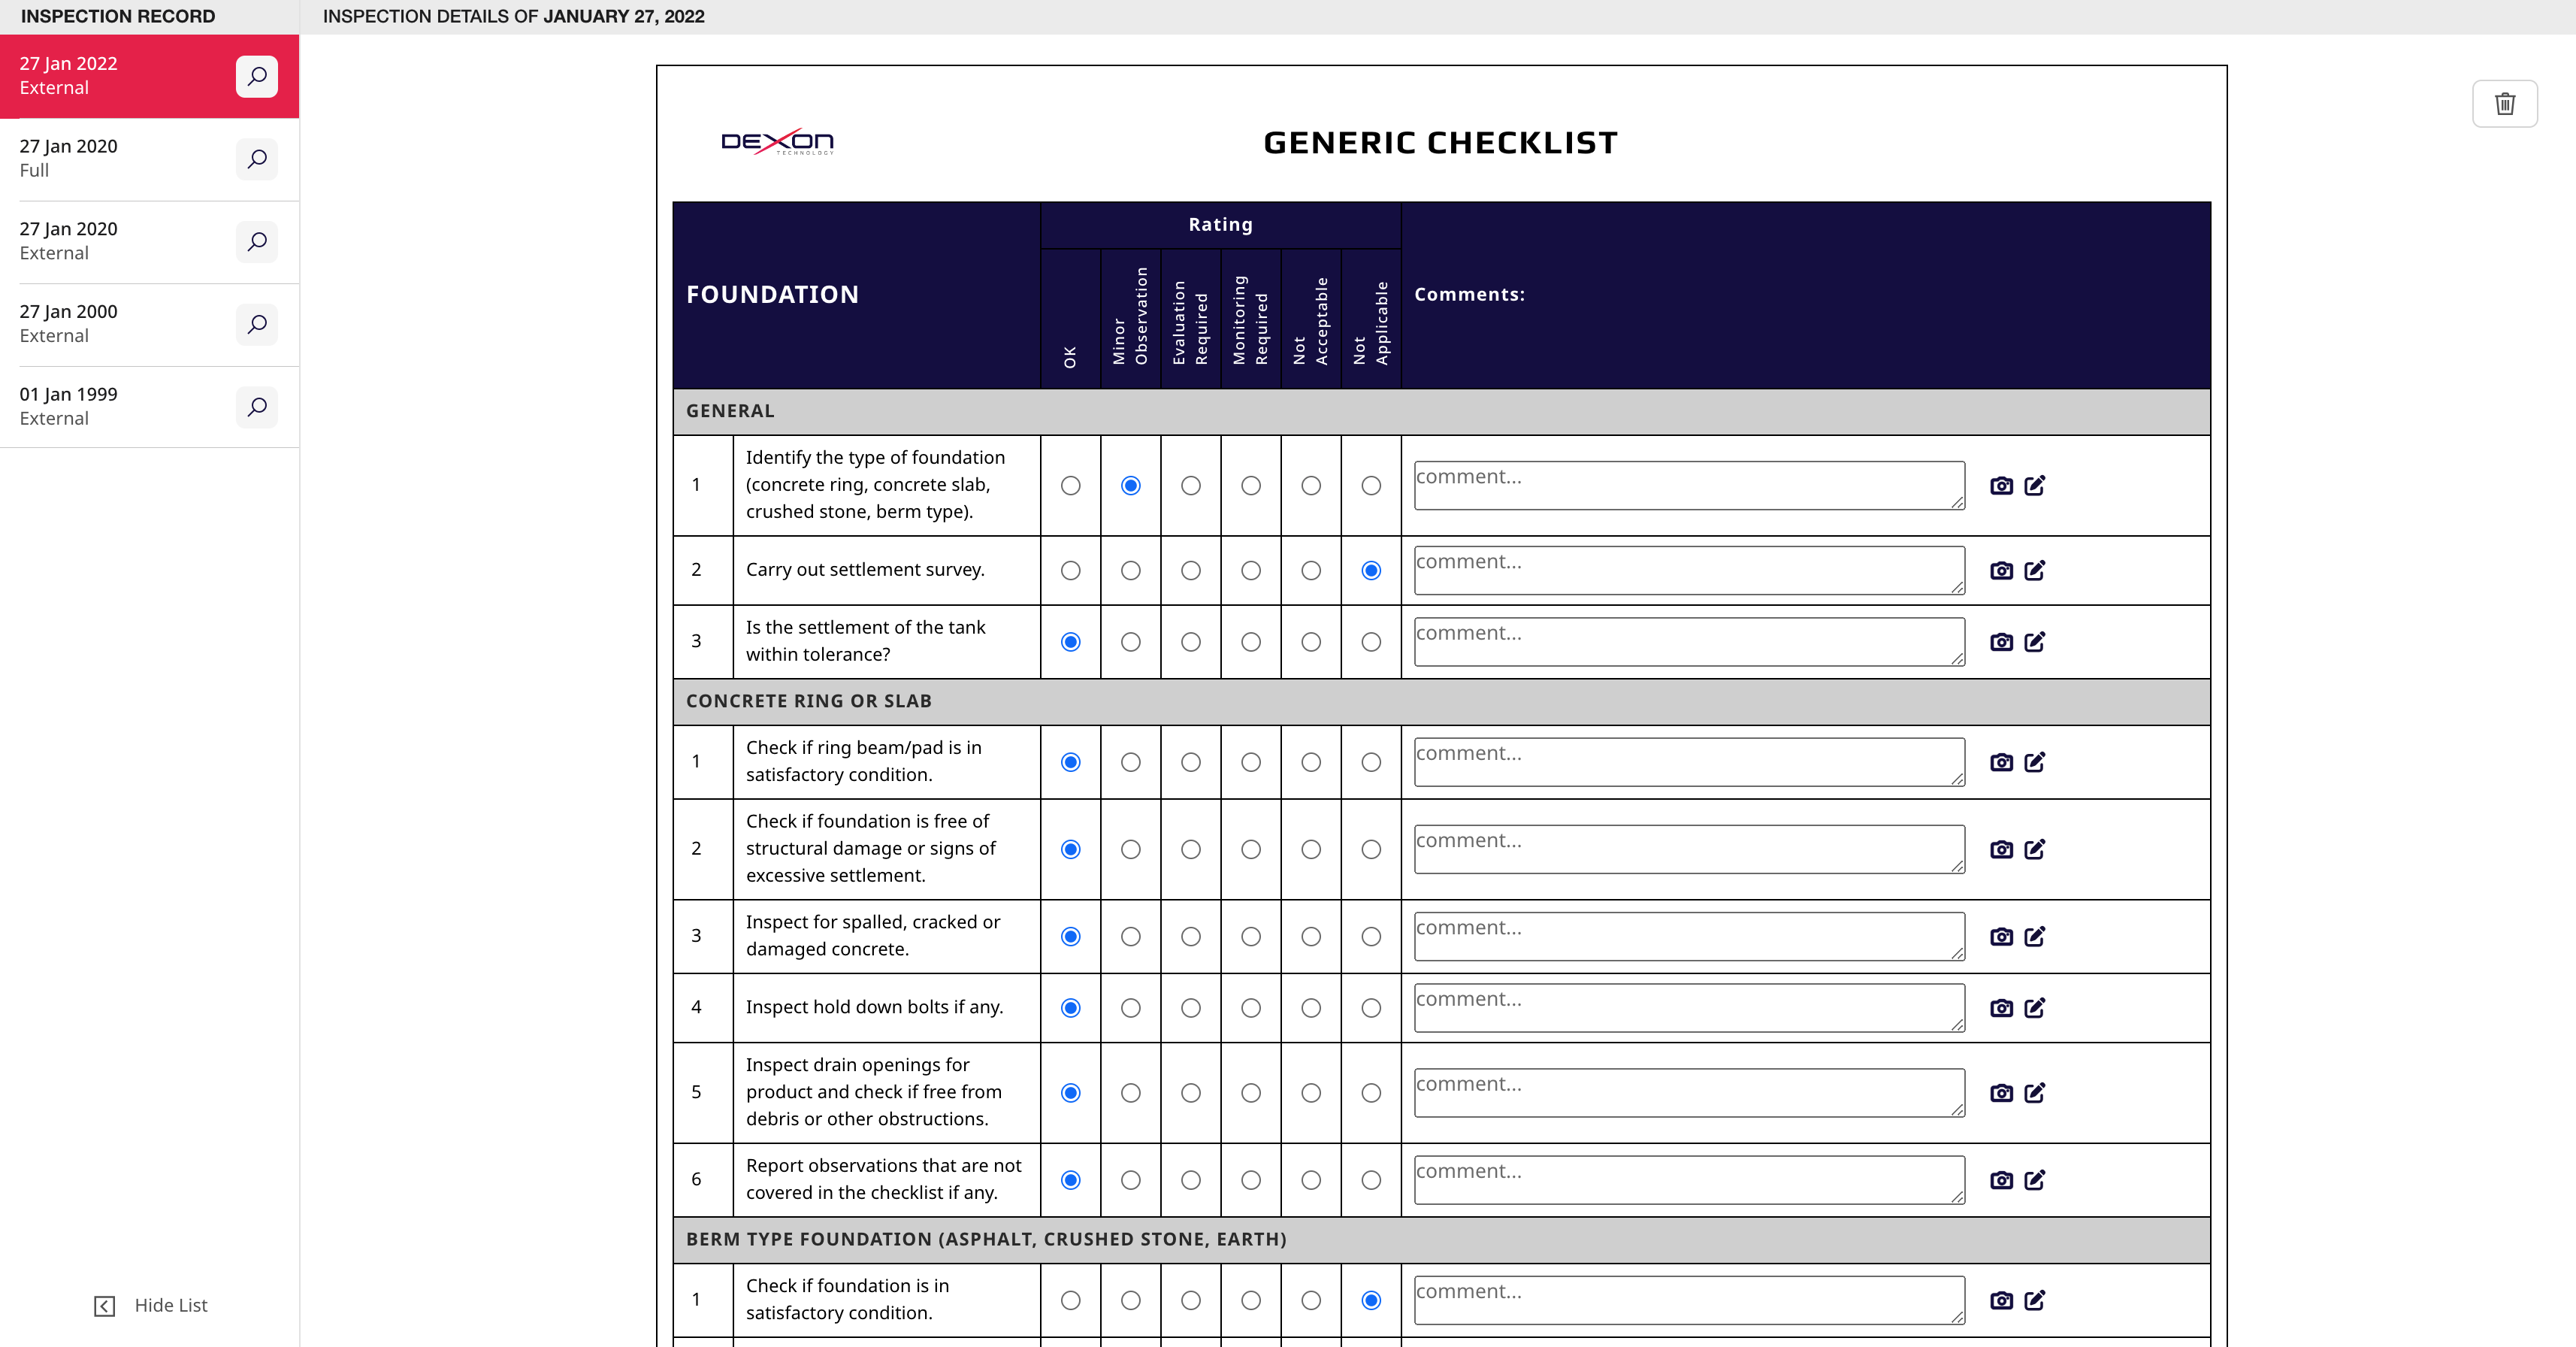 INSPECTION RECORD
INSPECTION DETAILS OF JANUARY 27, 2022
27 Jan 2022
External
27 Jan 2020
Full
27 Jan 2020
External
27 Jan 2000
External
01 Jan 1999
External
Hide List
DEXON
TECHNOLOGY
GENERIC CHECKLIST
FOUNDATION
Rating
OK
Minor
Observation
Evaluation
Required
Monitoring
Required
Not
Acceptable
Not
Applicable
Comments:
GENERAL
1
Identify the type of foundation
(concrete ring, concrete slab,
crushed stone, berm type).
comment...
2
Carry out settlement survey.
comment...
3
Is the settlement of the tank
within tolerance?
comment...
CONCRETE RING OR SLAB
1
Check if ring beam/pad is in
satisfactory condition.
comment...
2
Check if foundation is free of
structural damage or signs of
excessive settlement.
comment...
3
Inspect for spalled, cracked or
damaged concrete.
comment...
4
Inspect hold down bolts if any.
comment...
5
Inspect drain openings for
product and check if free from
debris or other obstructions.
comment...
6
Report observations that are not
covered in the checklist if any.
comment...
BERM TYPE FOUNDATION (ASPHALT, CRUSHED STONE, EARTH)
1
Check if foundation is in
satisfactory condition.
comment...